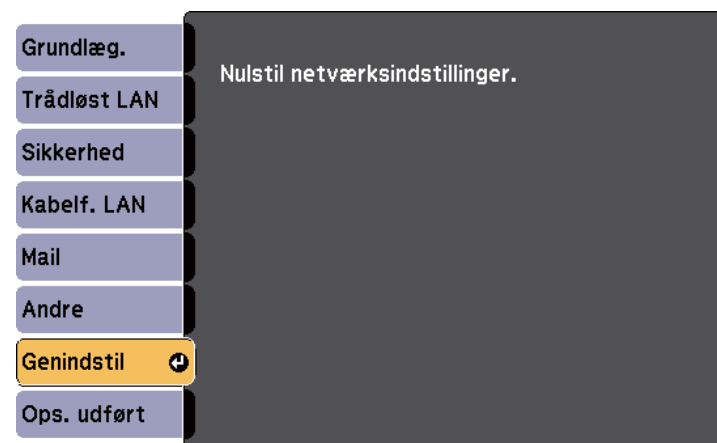 Grundlæg.
Trådløst LAN
Sikkerhed
Kabelf. LAN
Mail
Andre
Genindstil
Ops. udført
Nulstil netværksindstillinger.